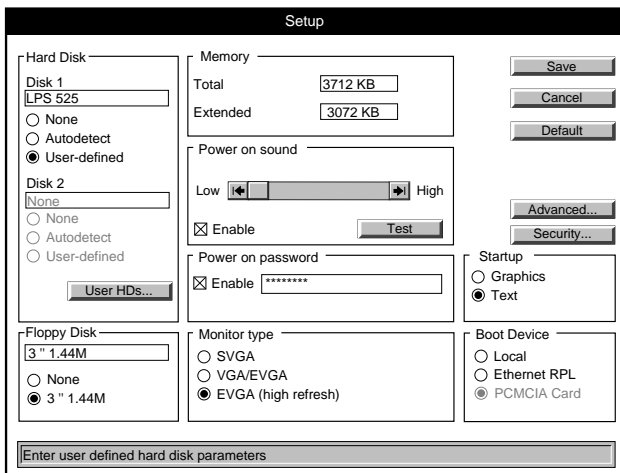 Setup
Hard Disk
Disk 1
LPS 525
None
Autodetect
User-defined
Disk 2
None
None
Autodetect
User-defined
User HDs...
Memory
Total 3712 KB
Extended 3072 KB
Power on sound
Low High
Enable Test
Power on password
Enable ********
Save
Cancel
Default
Advanced...
Security...
Startup
Graphics
Text
Floppy Disk
3 " 1.44M
None
3 " 1.44M
Monitor type
SVGA
VGA/EVGA
EVGA (high refresh)
Boot Device
Local
Ethernet RPL
PCMCIA Card
Enter user defined hard disk parameters